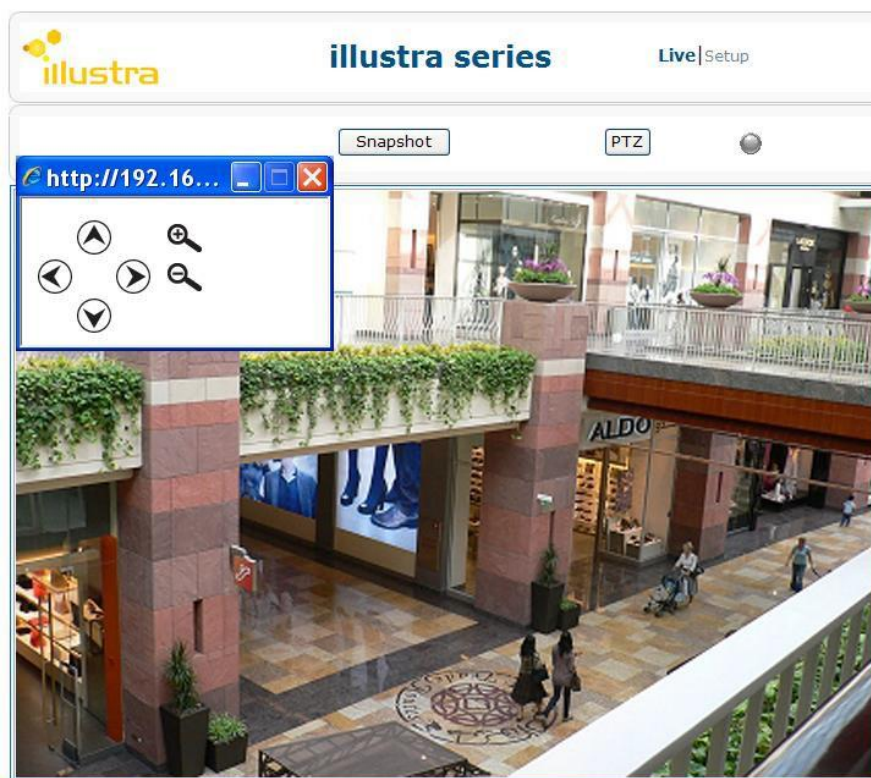 illustra
illustra series
Live|Setup
Snapshot
PTZ
http://192.16...
ALDO